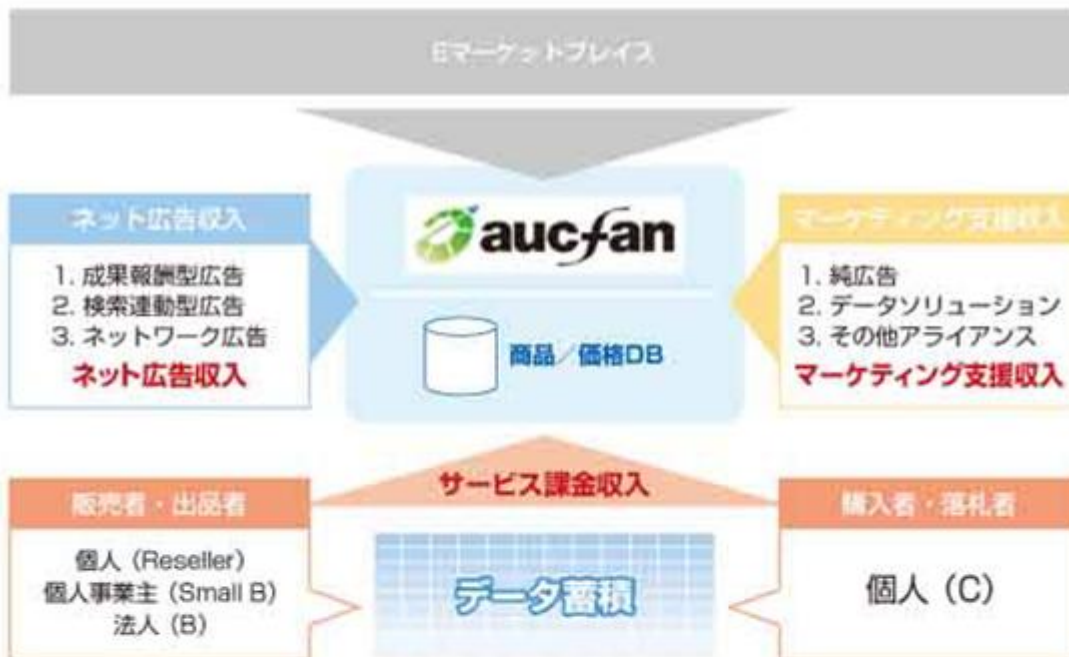 Eマーケットプレイス
ネット広告収入
1. 成果報酬型広告
2. 検索連動型広告
3. ネットワーク広告
ネット広告収入
aucfan
商品／価格DB
マーケティング支援収入
1. 純広告
2. データソリューション
3. その他アライアンス
マーケティング支援収入
サービス課金収入
販売者・出品者
個人（Reseller）
個人事業主（Small B）
法人（B）
データ蓄積
購入者・落札者
個人（C）